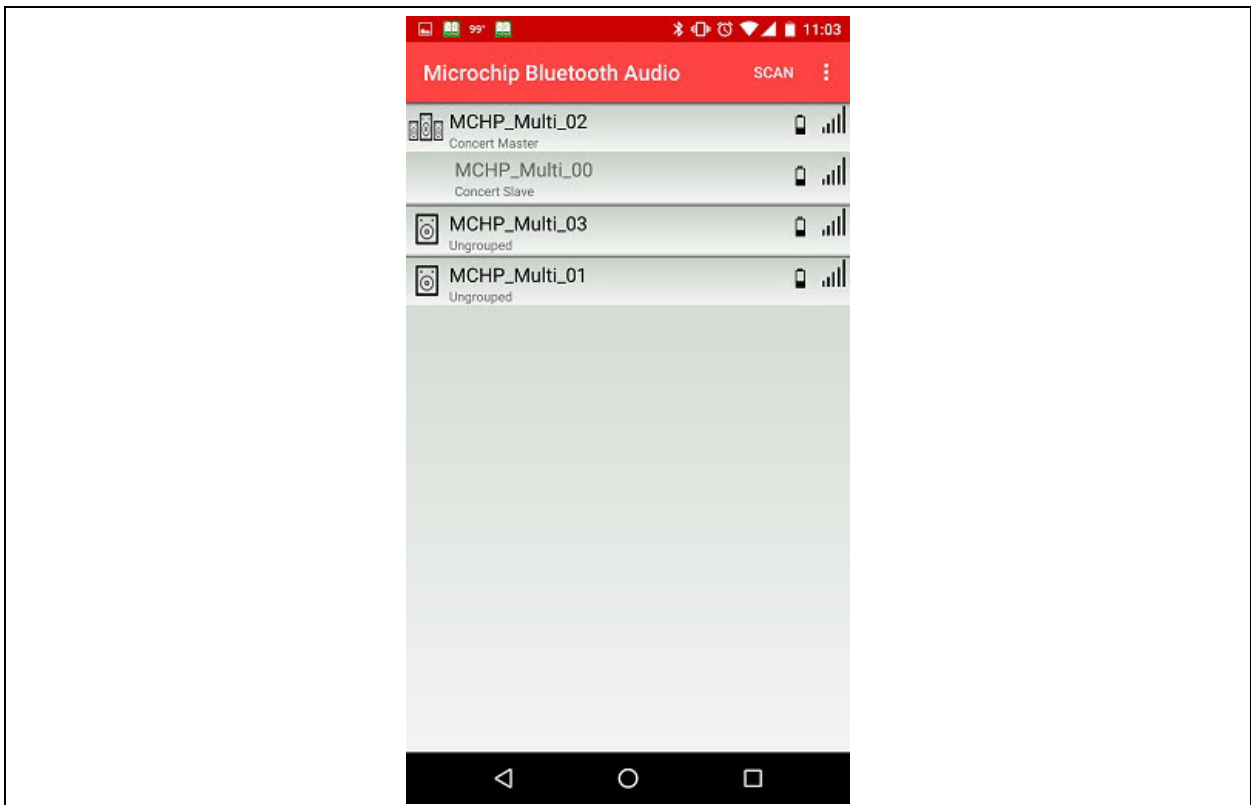 99° 11:03
Microchip Bluetooth Audio SCAN
MCHP_Multi_02
Concert Master
MCHP_Multi_00
Concert Slave
MCHP_Multi_03
Ungrouped
MCHP_Multi_01
Ungrouped